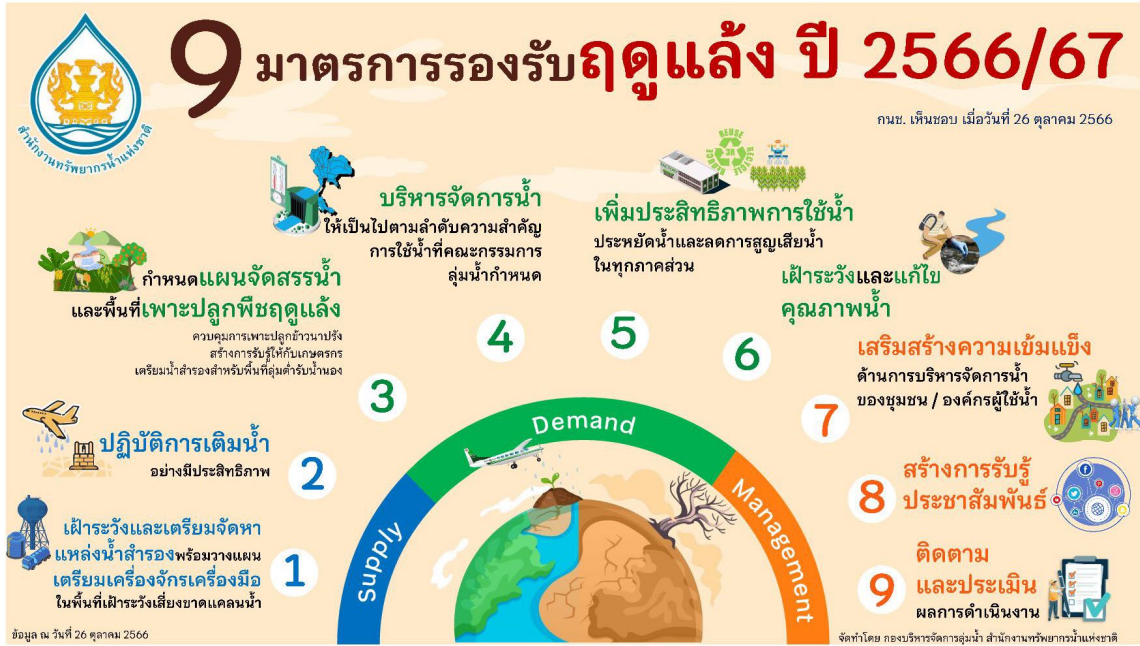 9 มาตรการรองรับฤดูแล้ง ปี 2566/67
กนช. เห็นชอบ เมื่อวันที่ 26 ตุลาคม 2566
สำนักงานทรัพยากรน้ำแห่งชาติ
Supply
Demand
Management
1
เฝ้าระวังและเตรียมจัดหา
แหล่งน้ำสำรองพร้อมวางแผน
เตรียมเครื่องจักรเครื่องมือ
ในพื้นที่เฝ้าระวังเสี่ยงขาดแคลนน้ำ
2
ปฏิบัติการเติมน้ำ
อย่างมีประสิทธิภาพ
3
กำหนดแผนจัดสรรน้ำ
และพื้นที่เพาะปลูกพืชฤดูแล้ง
ควบคุมการเพาะปลูกข้าวนาปรัง
สร้างการรับรู้ให้กับเกษตรกร
เตรียมน้ำสำรองสำหรับพื้นที่ลุ่มต่ำรับน้ำนอง
4
บริหารจัดการน้ำ
ให้เป็นไปตามลำดับความสำคัญ
การใช้น้ำที่คณะกรรมการ
ลุ่มน้ำกำหนด
5
REUSE
RECYCLE
REDUCE
3R
เพิ่มประสิทธิภาพการใช้น้ำ
ประหยัดน้ำและลดการสูญเสียน้ำ
ในทุกภาคส่วน
6
เฝ้าระวังและแก้ไข
คุณภาพน้ำ
7
เสริมสร้างความเข้มแข็ง
ด้านการบริหารจัดการน้ำ
ของชุมชน / องค์กรผู้ใช้น้ำ
8
สร้างการรับรู้
ประชาสัมพันธ์
9
ติดตาม
และประเมิน
ผลการดำเนินงาน
ข้อมูล ณ วันที่ 26 ตุลาคม 2566
จัดทำโดย กองบริหารจัดการลุ่มน้ำ สำนักงานทรัพยากรน้ำแห่งชาติ